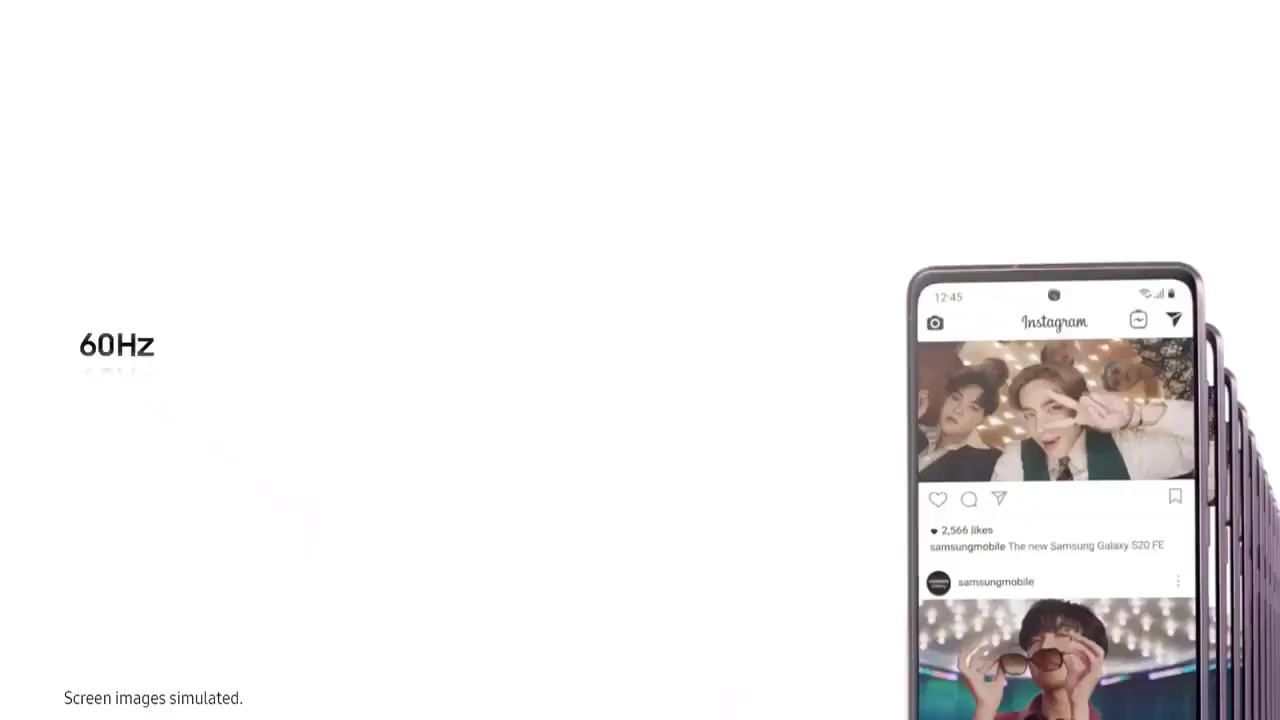 60Hz
12:45
Instagram
2,566 likes
samsungmobile The new Samsung Galaxy S20 FE
samsungmobile
Screen images simulated.